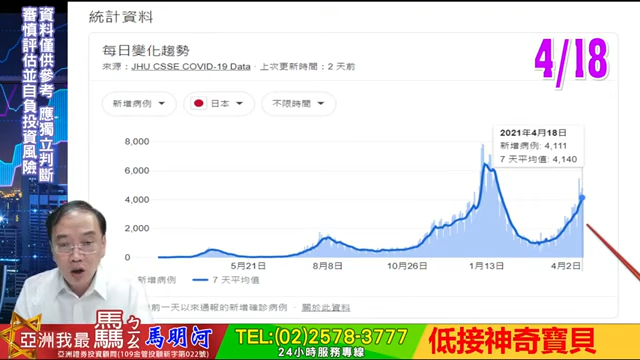 統計資料
每日變化趨勢
來源：JHU CSSE COVID-19 Data・上次更新時間：2 天前
新增病例
日本
不限時間
4/18
2021年4月18日
新增病例: 4,111
7 天平均值: 4,140
8,000
6,000
4,000
2,000
0
5月21日
8月8日
10月26日
1月13日
4月2日
新增病例
7 天平均值
前一天以來通報的新增確診病例・關於此資料
資料僅供參考 應獨立判斷
審慎評估並自負投資風險
亞洲我最驫ㄅㄧㄠ
馬明河
亞洲證券投資顧問(109金管投顧新字第022號)
TEL:(02)2578-3777
24小時服務專線
低接神奇寶貝